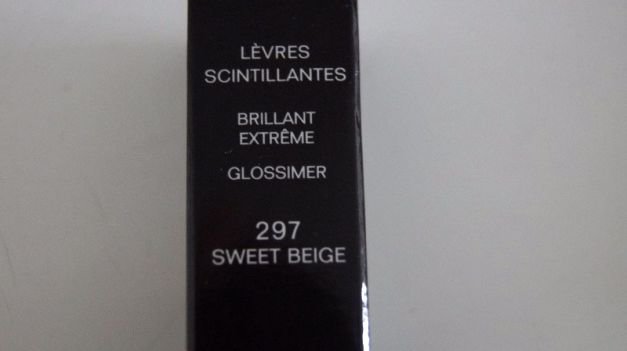 LÈVRES
SCINTILLANTES
BRILLANT
EXTRÊME
GLOSSIMER
297
SWEET BEIGE